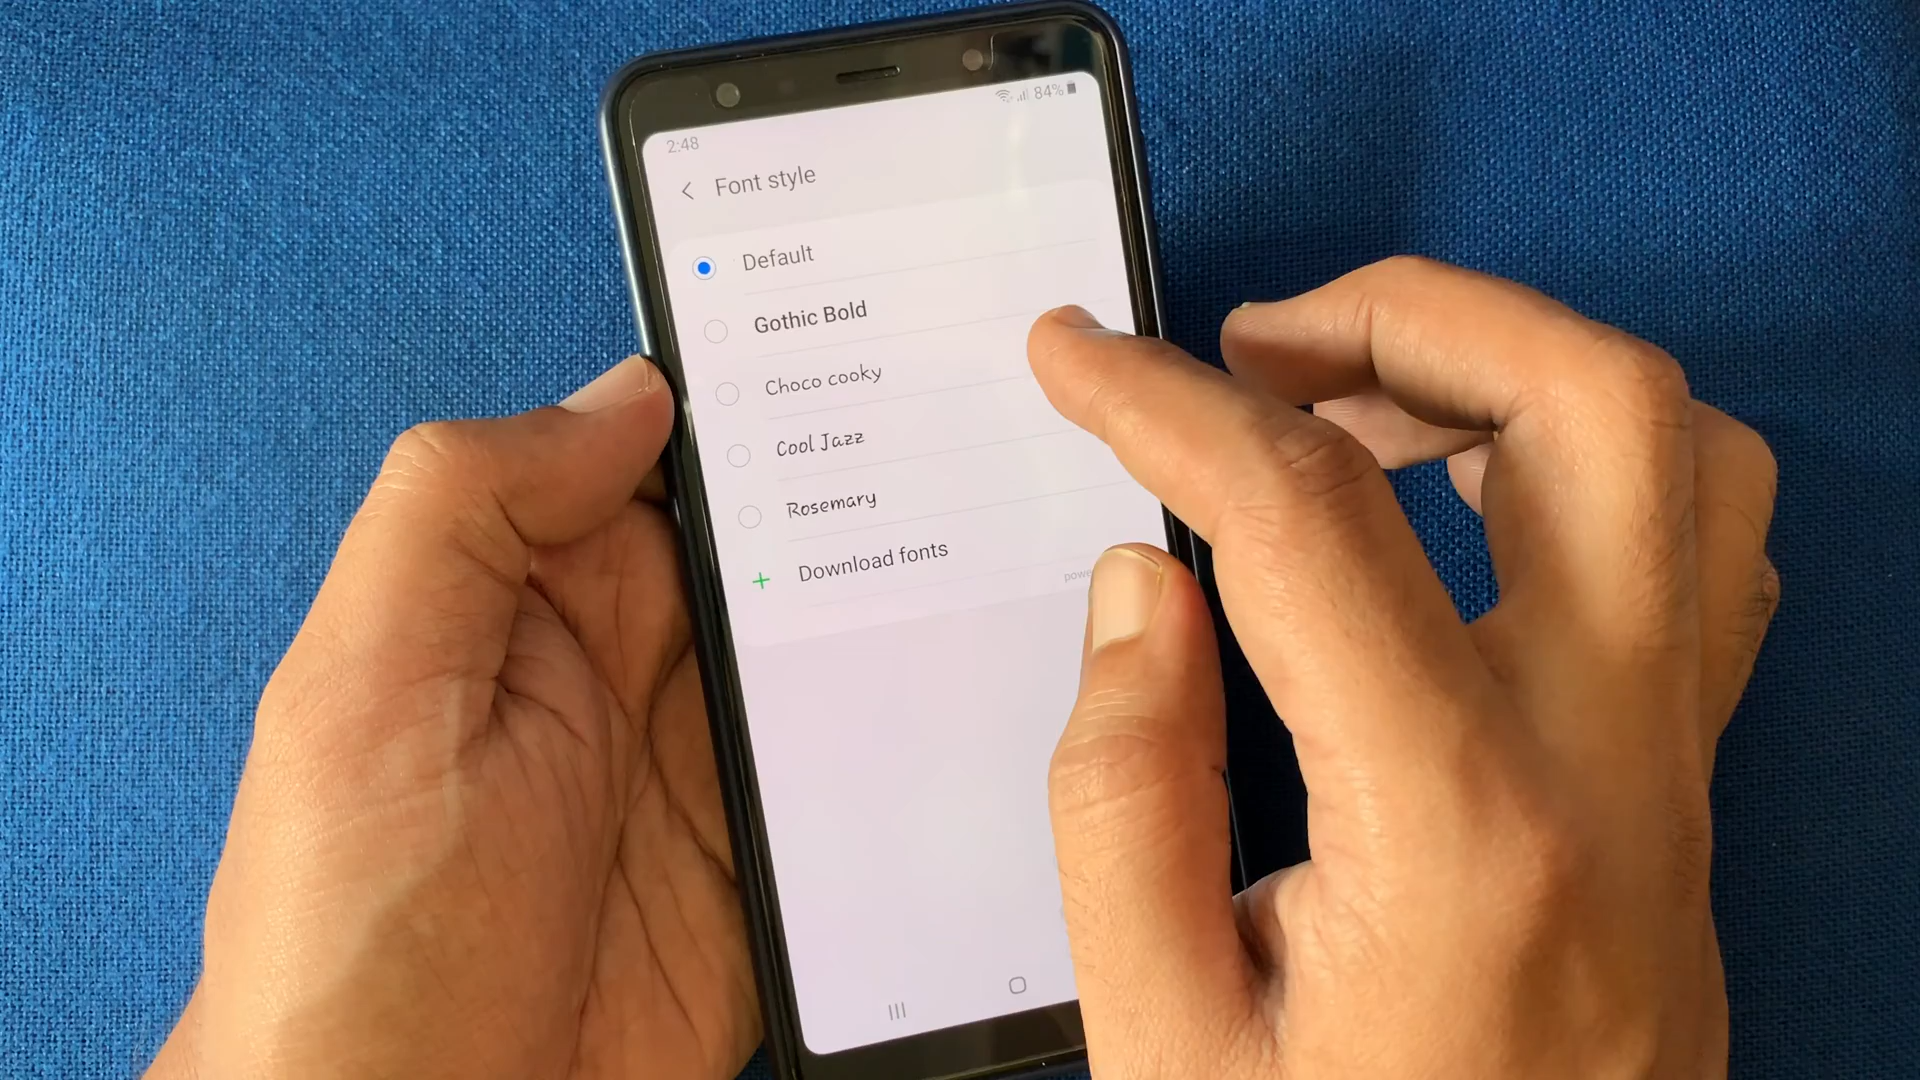 2:48
84%
Font style
Default
Gothic Bold
Choco cooky
Cool Jazz
Rosemary
Download fonts